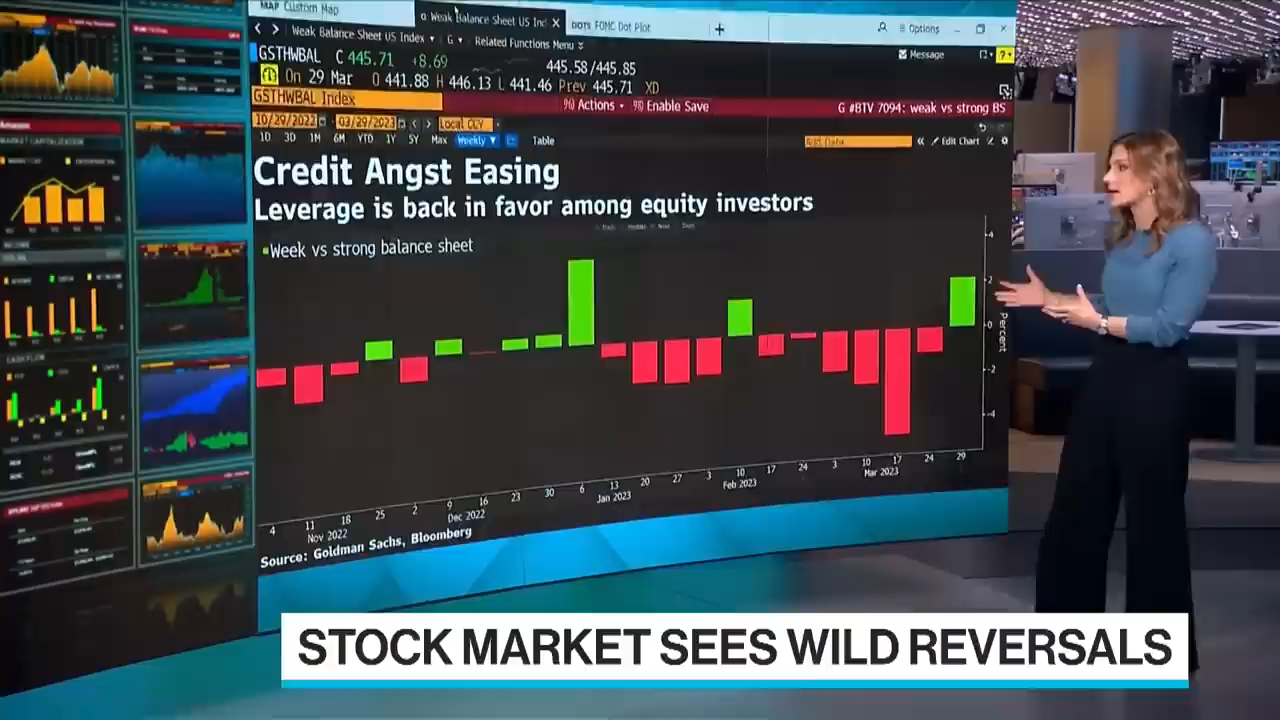 MAP Custom Map
Weak Balance Sheet US Inc
bars FOMC Dot Plot
Weak Balance Sheet US Index
G
Related Functions Menu
Options
GSTHWBAL C 445.71 +8.69 445.58/445.85
Message
On 29 Mar O 441.88 H 446.13 L 441.46 Prev 445.71 XD
GSTHWBAL Index
Actions
Enable Save
G #BTV 7094: weak vs strong BS
10/29/2022 - 03/29/2023 Local CCY
1D 3D 1M 6M YTD 1Y 5Y Max Weekly Table
Add Data
Edit Chart
Credit Angst Easing
Leverage is back in favor among equity investors
Week vs strong balance sheet
4
2
0
-2
-4
Percent
4 11 18 25 2 9 16 23 30 6 13 20 27 3 10 17 24 3 10 17 24 29
Nov 2022 Dec 2022 Jan 2023 Feb 2023 Mar 2023
Source: Goldman Sachs, Bloomberg
STOCK MARKET SEES WILD REVERSALS